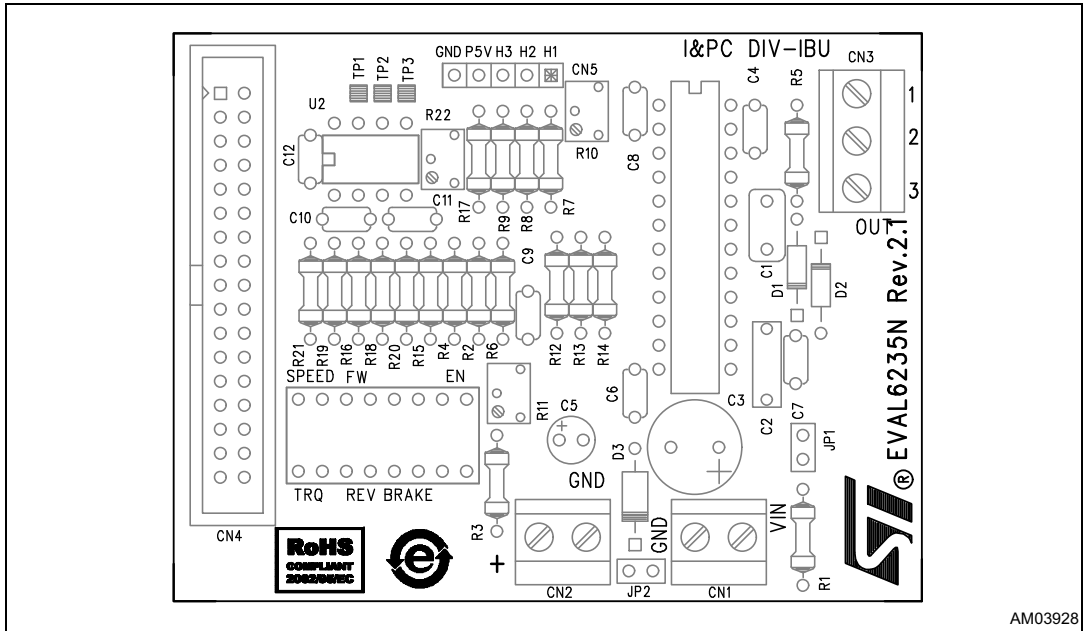 GND P5V H3 H2 H1
I&PC DIV-IBU
CN3
TP1
TP2
TP3
CN5
C4
R5
1
U2
R22
2
C12
R10
C8
3
C11
C10
R17
R9
R8
R7
OUT
C9
C1
D1
D2
EVAL6235N Rev.2.1
R21
R19
R16
R18
R20
R15
R4
R2
R6
R12
R13
R14
SPEED FW EN
C6
C3
C2
C7
JP1
R11
C5
D3
GND
TRQ REV BRAKE
R3
GND
VIN
ST ®
CN4
RoHS
COMPLIANT
2002/95/EC
e
+
CN2
JP2
CN1
R1
AM03928